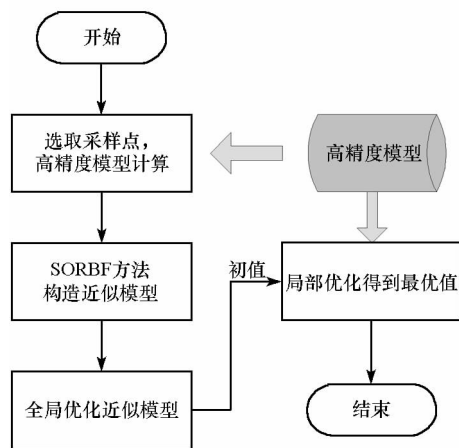 开始
选取采样点,
高精度模型计算
高精度模型
SORBF方法
构造近似模型
初值
局部优化得到最优值
全局优化近似模型
结束